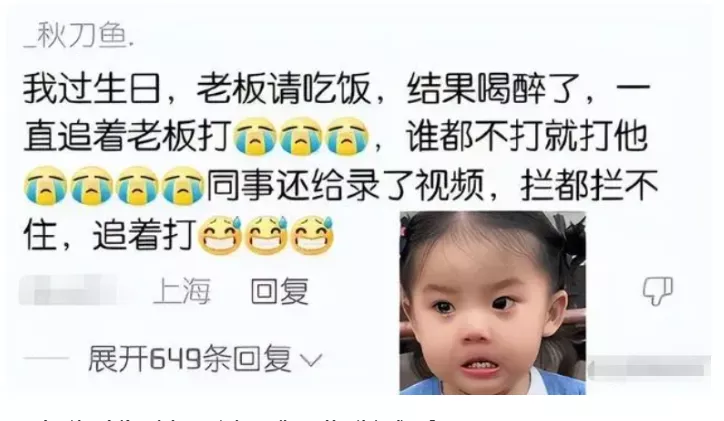 _秋刀鱼.
我过生日，老板请吃饭，结果喝醉了，一
直追着老板打😭😭😭，谁都不打就打他
😭😭😭😭同事还给录了视频，拦都拦不
住，追着打😅😅😅
上海 回复
展开649条回复